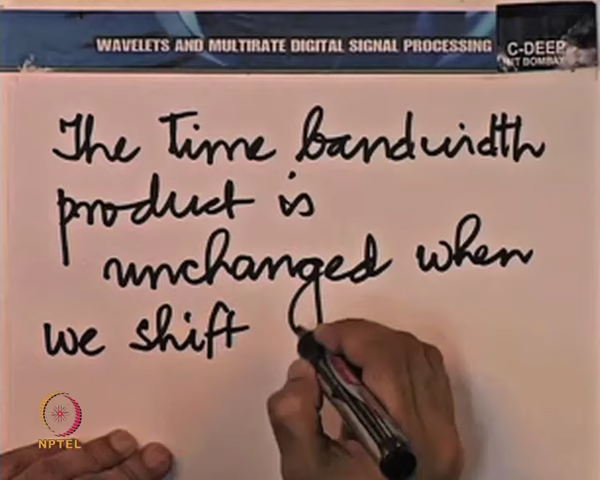 WAVELETS AND MULTIRATE DIGITAL SIGNAL PROCESSING
C-DEEP
IIT BOMBAY
The Time bandwidth
product is
unchanged when
we shift
NPTEL